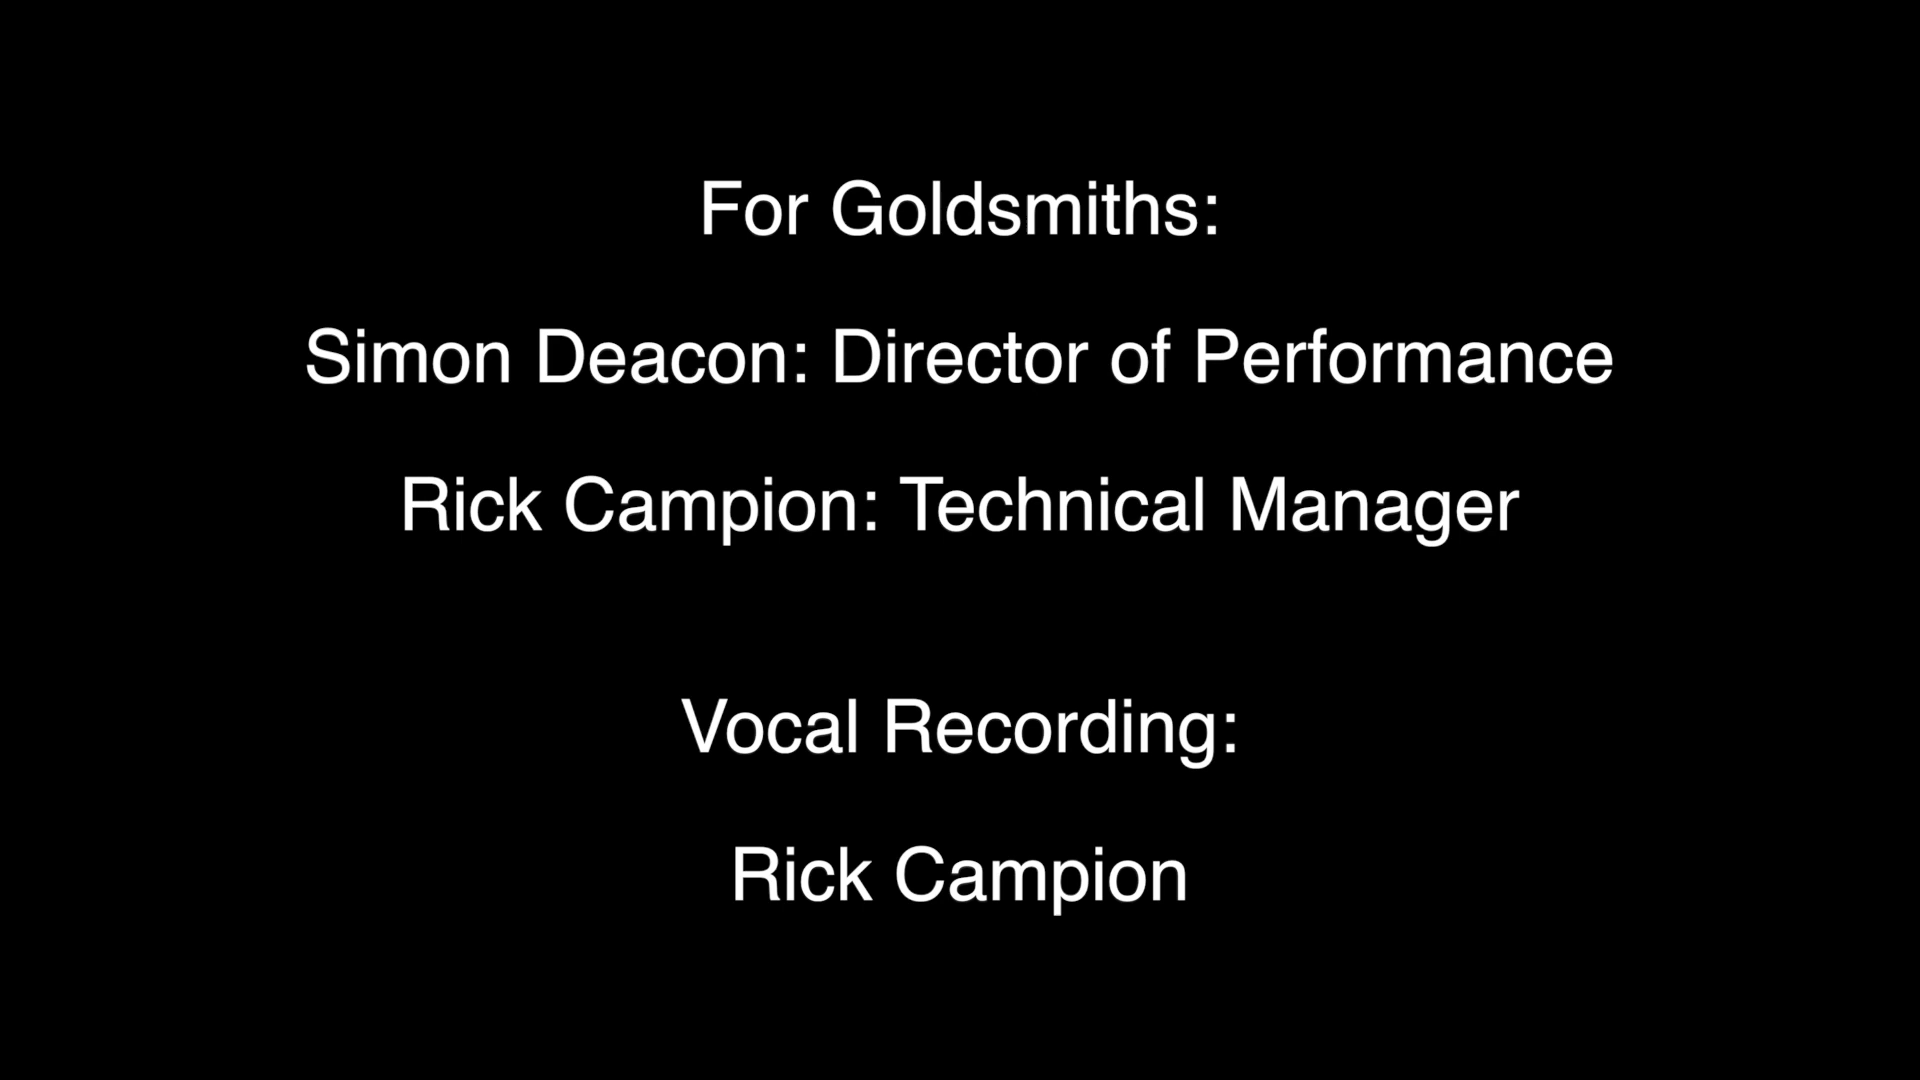 For Goldsmiths:
Simon Deacon: Director of Performance
Rick Campion: Technical Manager
Vocal Recording:
Rick Campion